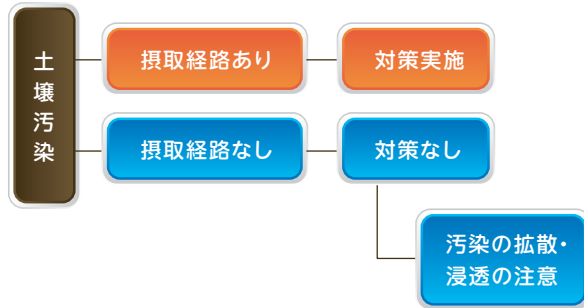 土壌汚染
摂取経路あり
対策実施
摂取経路なし
対策なし
汚染の拡散・
浸透の注意